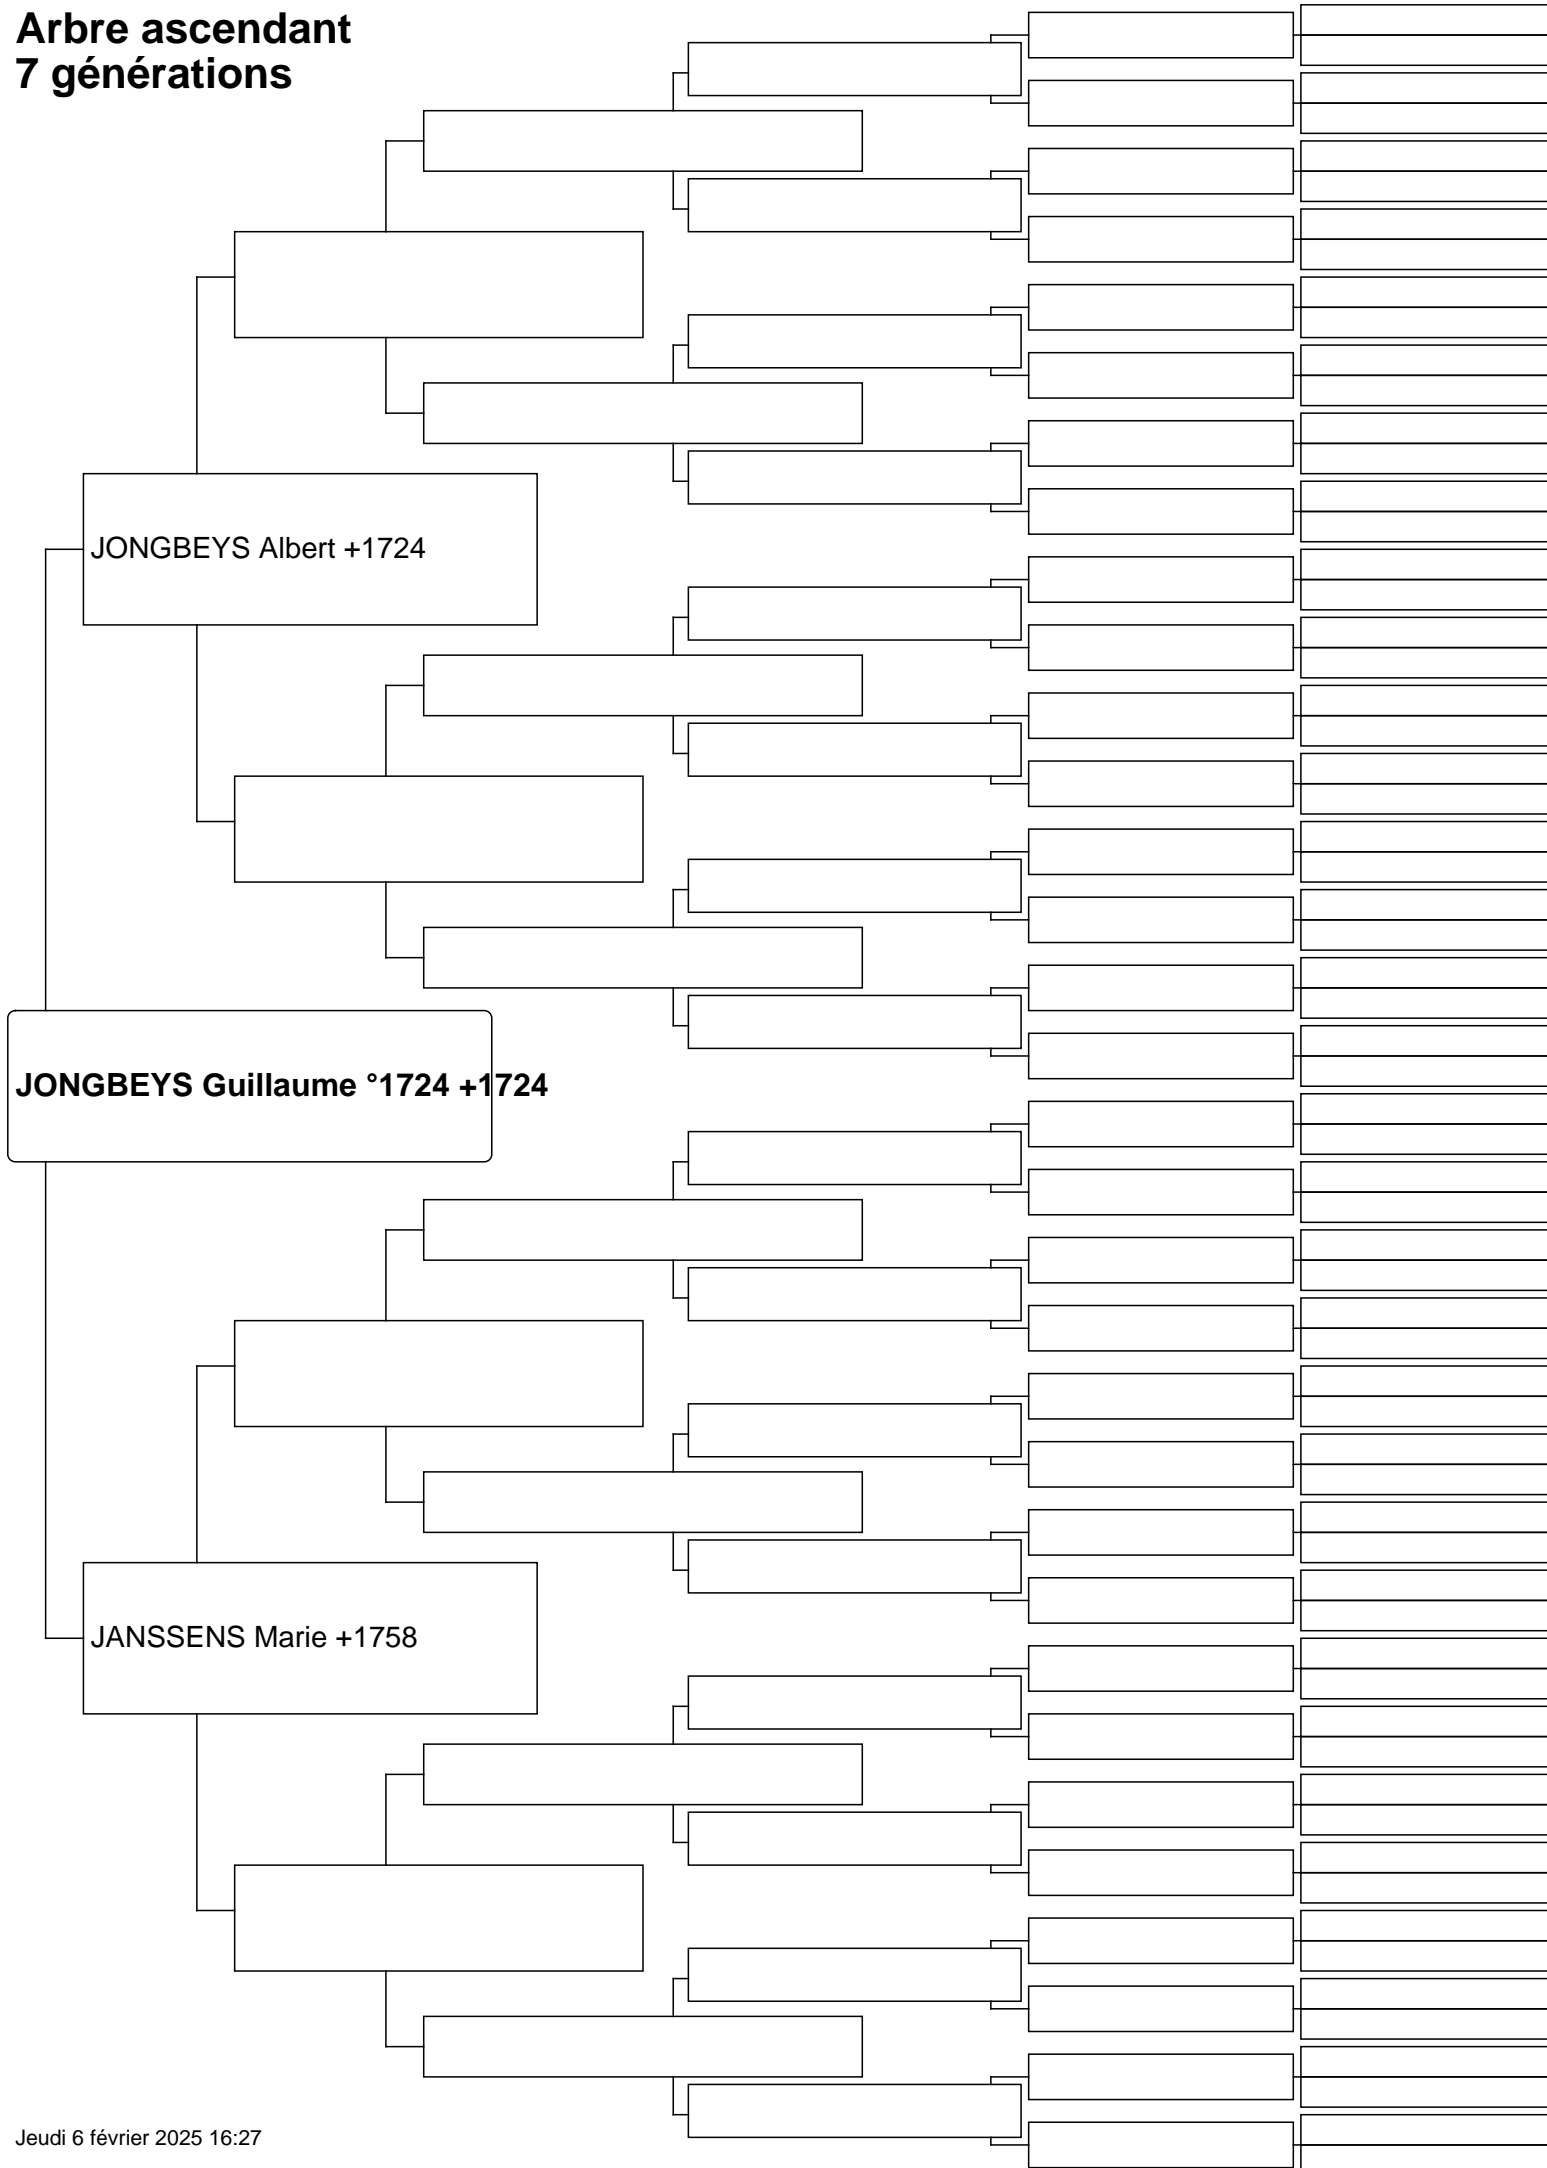 Arbre ascendant
7 générations
JONGBEYS Albert +1724
JONGBEYS Guillaume °1724 +1724
JANSSENS Marie +1758
Jeudi 6 février 2025 16:27